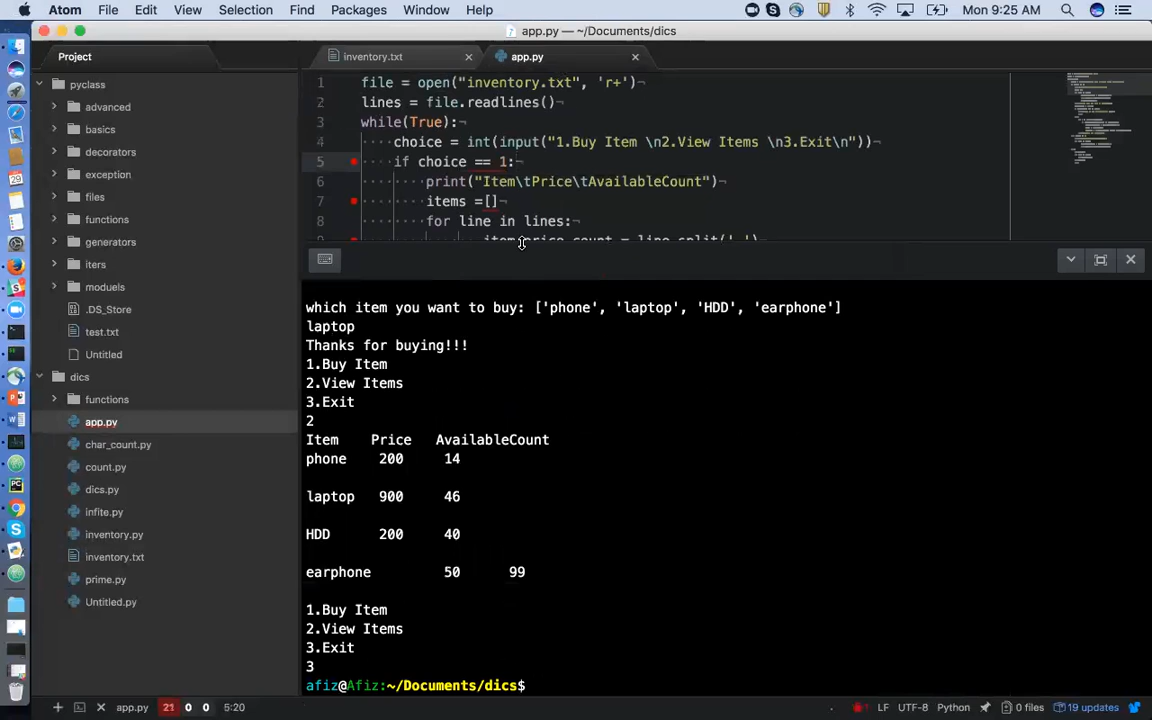 Atom File Edit View Selection Find Packages Window Help Mon 9:25 AM
app.py — ~/Documents/dics
Project
inventory.txt
app.py
pyclass
advanced
basics
decorators
exception
files
functions
generators
iters
moduels
.DS_Store
test.txt
Untitled
dics
functions
app.py
char_count.py
count.py
dics.py
infite.py
inventory.py
inventory.txt
prime.py
Untitled.py
1 file = open("inventory.txt", 'r+')¬
2 lines = file.readlines()¬
3 while(True):¬
4 ····choice = int(input("1.Buy Item \n2.View Items \n3.Exit\n"))¬
5 ····if choice == 1:¬
6 ········print("Item\tPrice\tAvailableCount")¬
7 ········items =[]¬
8 ········for line in lines:¬
which item you want to buy: ['phone', 'laptop', 'HDD', 'earphone']
laptop
Thanks for buying!!!
1.Buy Item
2.View Items
3.Exit
2
Item Price AvailableCount
phone 200 14
laptop 900 46
HDD 200 40
earphone 50 99
1.Buy Item
2.View Items
3.Exit
3
afiz@Afiz:~/Documents/dics$
app.py 21 0 0 5:20 LF UTF-8 Python 0 files 19 updates